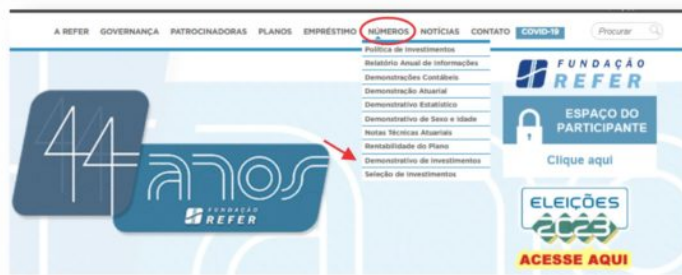 A REFER GOVERNANÇA PATROCINADORAS PLANOS EMPRÉSTIMO NÚMEROS NOTÍCIAS CONTATO COVID-19 Procurar
Política de Investimentos
Relatório Anual de Informações
Demonstrações Contábeis
Demonstração Atuarial
Demonstrativo Estatístico
Demonstrativo de Sexo e Idade
Notas Técnicas Atuariais
Rentabilidade do Plano
Demonstrativo de Investimentos
Seleção de Investimentos
44 anos
FUNDAÇÃO
REFER
FUNDAÇÃO
REFER
ESPAÇO DO
PARTICIPANTE
Clique aqui
ELEIÇÕES
2023
ACESSE AQUI